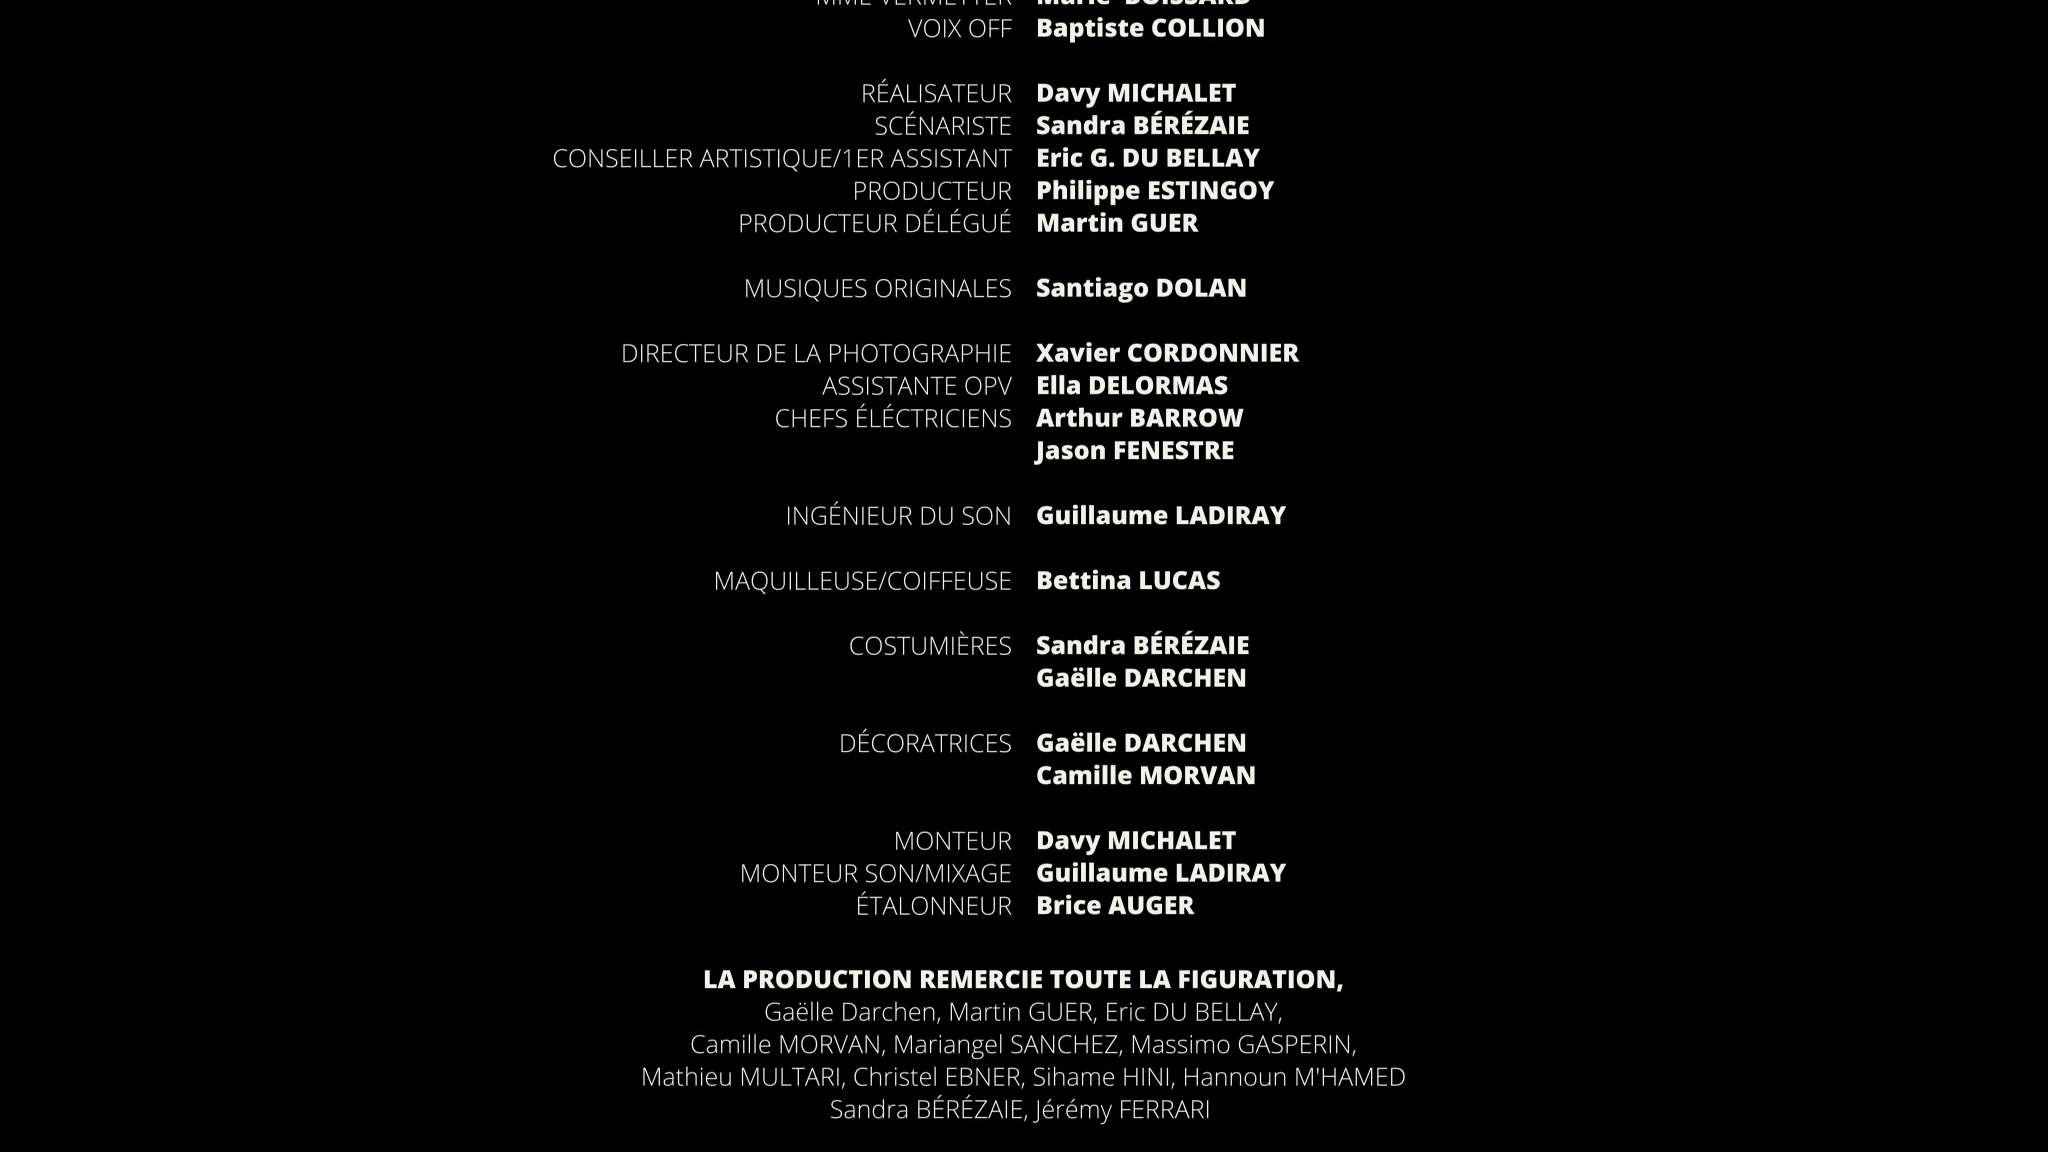 VOIX OFF Baptiste COLLION
RÉALISATEUR Davy MICHALET
SCÉNARISTE Sandra BÉRÉZAIE
CONSEILLER ARTISTIQUE/1ER ASSISTANT Eric G. DU BELLAY
PRODUCTEUR Philippe ESTINGOY
PRODUCTEUR DÉLÉGUÉ Martin GUER
MUSIQUES ORIGINALES Santiago DOLAN
DIRECTEUR DE LA PHOTOGRAPHIE Xavier CORDONNIER
ASSISTANTE OPV Ella DELORMAS
CHEFS ÉLÉCTRICIENS Arthur BARROW
Jason FENESTRE
INGÉNIEUR DU SON Guillaume LADIRAY
MAQUILLEUSE/COIFFEUSE Bettina LUCAS
COSTUMIÈRES Sandra BÉRÉZAIE
Gaëlle DARCHEN
DÉCORATRICES Gaëlle DARCHEN
Camille MORVAN
MONTEUR Davy MICHALET
MONTEUR SON/MIXAGE Guillaume LADIRAY
ÉTALONNEUR Brice AUGER
LA PRODUCTION REMERCIE TOUTE LA FIGURATION,
Gaëlle Darchen, Martin GUER, Eric DU BELLAY,
Camille MORVAN, Mariangel SANCHEZ, Massimo GASPERIN,
Mathieu MULTARI, Christel EBNER, Sihame HINI, Hannoun M'HAMED
Sandra BÉRÉZAIE, Jérémy FERRARI